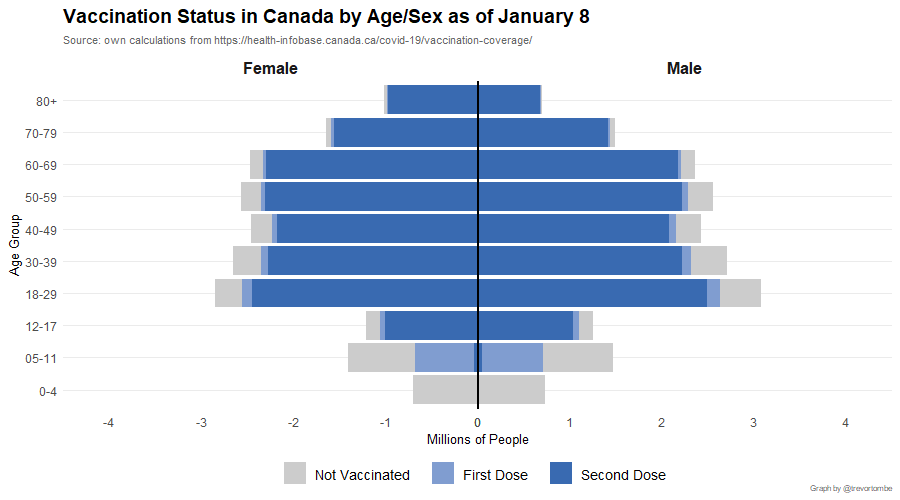 Vaccination Status in Canada by Age/Sex as of January 8
Source: own calculations from https://health-infobase.canada.ca/covid-19/vaccination-coverage/
Female Male
80+
70-79
60-69
50-59
40-49
30-39
18-29
12-17
05-11
0-4
Age Group
-4 -3 -2 -1 0 1 2 3 4
Millions of People
Not Vaccinated First Dose Second Dose
Graph by @trevortombe